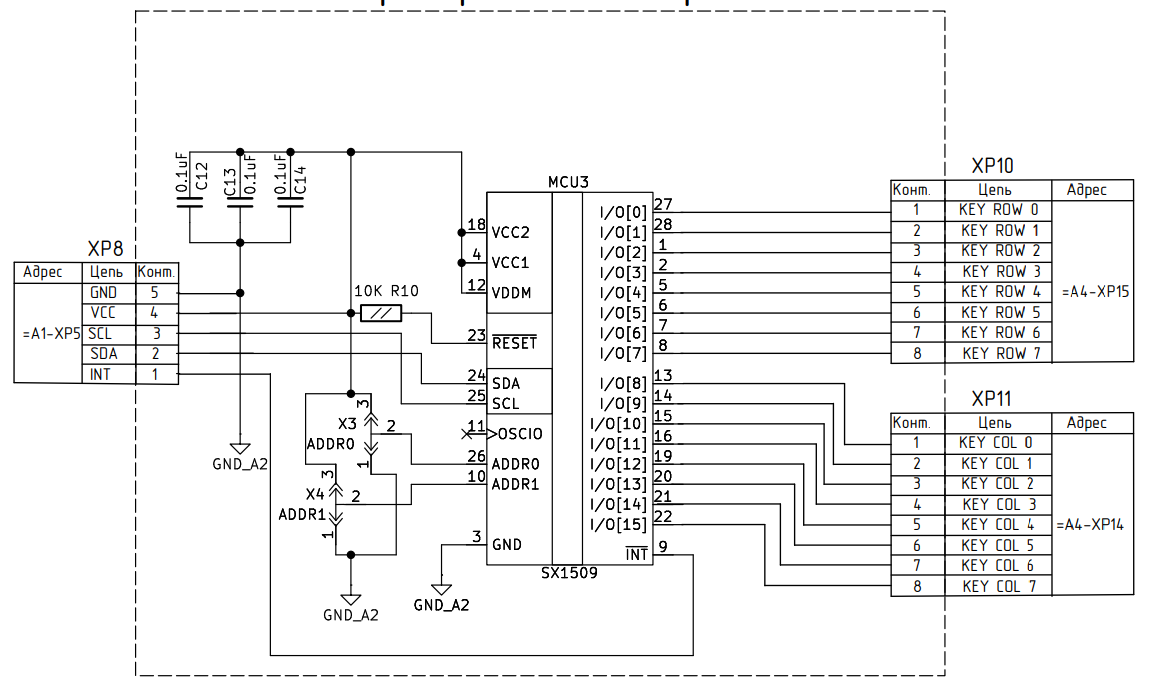 0.1uF
C12
C13
0.1uF
0.1uF
C14
XP8
Адрес Цепь Конт.
GND 5
VCC 4
=A1-XP5 SCL 3
SDA 2
INT 1
GND_A2
10K R10
3
X3
2
ADDR0
1
3
X4
2
ADDR1
1
GND_A2
GND_A2
MCU3
18 VCC2
4 VCC1
12 VDDM
23 RESET
24 SDA
25 SCL
11 OSCIO
26 ADDR0
10 ADDR1
3 GND
I/O[0] 27
I/O[1] 28
I/O[2] 1
I/O[3] 2
I/O[4] 5
I/O[5] 6
I/O[6] 7
I/O[7] 8
I/O[8] 13
I/O[9] 14
I/O[10] 15
I/O[11] 16
I/O[12] 19
I/O[13] 20
I/O[14] 21
I/O[15] 22
INT 9
SX1509
XP10
Конт. Цепь Адрес
1 KEY ROW 0
2 KEY ROW 1
3 KEY ROW 2
4 KEY ROW 3
5 KEY ROW 4 =A4-XP15
6 KEY ROW 5
7 KEY ROW 6
8 KEY ROW 7
XP11
Конт. Цепь Адрес
1 KEY COL 0
2 KEY COL 1
3 KEY COL 2
4 KEY COL 3
5 KEY COL 4 =A4-XP14
6 KEY COL 5
7 KEY COL 6
8 KEY COL 7